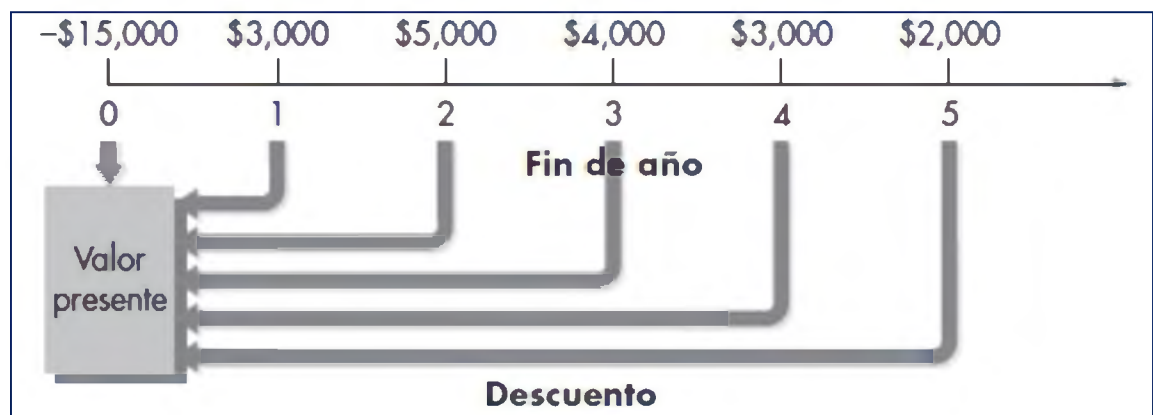 –$15,000 $3,000 $5,000 $4,000 $3,000 $2,000
0 1 2 3 4 5
Fin de año
Valor
presente
Descuento